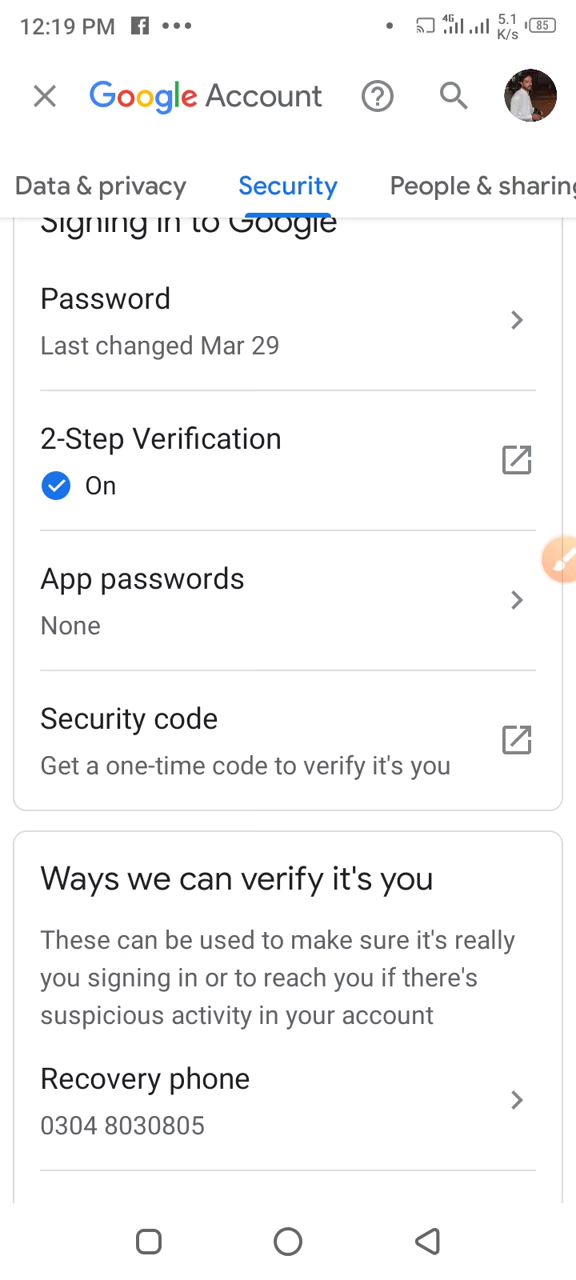 12:19 PM
4G 5.1 K/s 85
Google Account
Data & privacy Security People & sharing
Signing in to Google
Password
Last changed Mar 29
2-Step Verification
On
App passwords
None
Security code
Get a one-time code to verify it's you
Ways we can verify it's you
These can be used to make sure it's really
you signing in or to reach you if there's
suspicious activity in your account
Recovery phone
0304 8030805